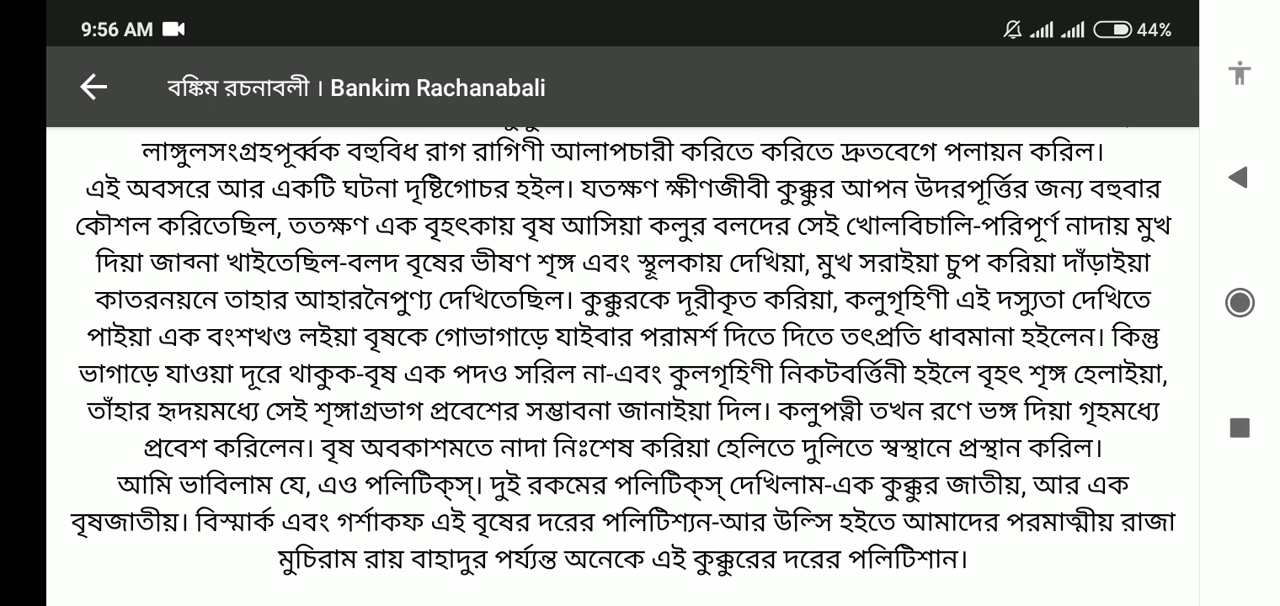 9:56 AM
44%
বঙ্কিম রচনাবলী । Bankim Rachanabali
লাঙ্গুলসংগ্রহপূর্ব্বক বহুবিধ রাগ রাগিণী আলাপচারী করিতে করিতে দ্রুতবেগে পলায়ন করিল।
এই অবসরে আর একটি ঘটনা দৃষ্টিগোচর হইল। যতক্ষণ ক্ষীণজীবী কুক্কুর আপন উদরপূর্ত্তির জন্য বহুবার
কৌশল করিতেছিল, ততক্ষণ এক বৃহৎকায় বৃষ আসিয়া কলুর বলদের সেই খোলবিচালি-পরিপূর্ণ নাদায় মুখ
দিয়া জাব্‌না খাইতেছিল-বলদ বৃষের ভীষণ শৃঙ্গ এবং স্থূলকায় দেখিয়া, মুখ সরাইয়া চুপ করিয়া দাঁড়াইয়া
কাতরনয়নে তাহার আহারনৈপুণ্য দেখিতেছিল। কুক্কুরকে দূরীকৃত করিয়া, কলুগৃহিণী এই দস্যুতা দেখিতে
পাইয়া এক বংশখণ্ড লইয়া বৃষকে গোভাগাড়ে যাইবার পরামর্শ দিতে দিতে তৎপ্রতি ধাবমানা হইলেন। কিন্তু
ভাগাড়ে যাওয়া দূরে থাকুক-বৃষ এক পদও সরিল না-এবং কুলগৃহিণী নিকটবর্ত্তিনী হইলে বৃহৎ শৃঙ্গ হেলাইয়া,
তাঁহার হৃদয়মধ্যে সেই শৃঙ্গাগ্রভাগ প্রবেশের সম্ভাবনা জানাইয়া দিল। কলুপত্নী তখন রণে ভঙ্গ দিয়া গৃহমধ্যে
প্রবেশ করিলেন। বৃষ অবকাশমতে নাদা নিঃশেষ করিয়া হেলিতে দুলিতে স্বস্থানে প্রস্থান করিল।
আমি ভাবিলাম যে, এও পলিটিক্‌স্। দুই রকমের পলিটিক্‌স্ দেখিলাম-এক কুক্কুর জাতীয়, আর এক
বৃষজাতীয়। বিস্মার্ক এবং গর্শাকফ এই বৃষের দরের পলিটিশ্যন-আর উল্সি হইতে আমাদের পরমাত্মীয় রাজা
মুচিরাম রায় বাহাদুর পর্য্যন্ত অনেকে এই কুক্কুরের দরের পলিটিশান।